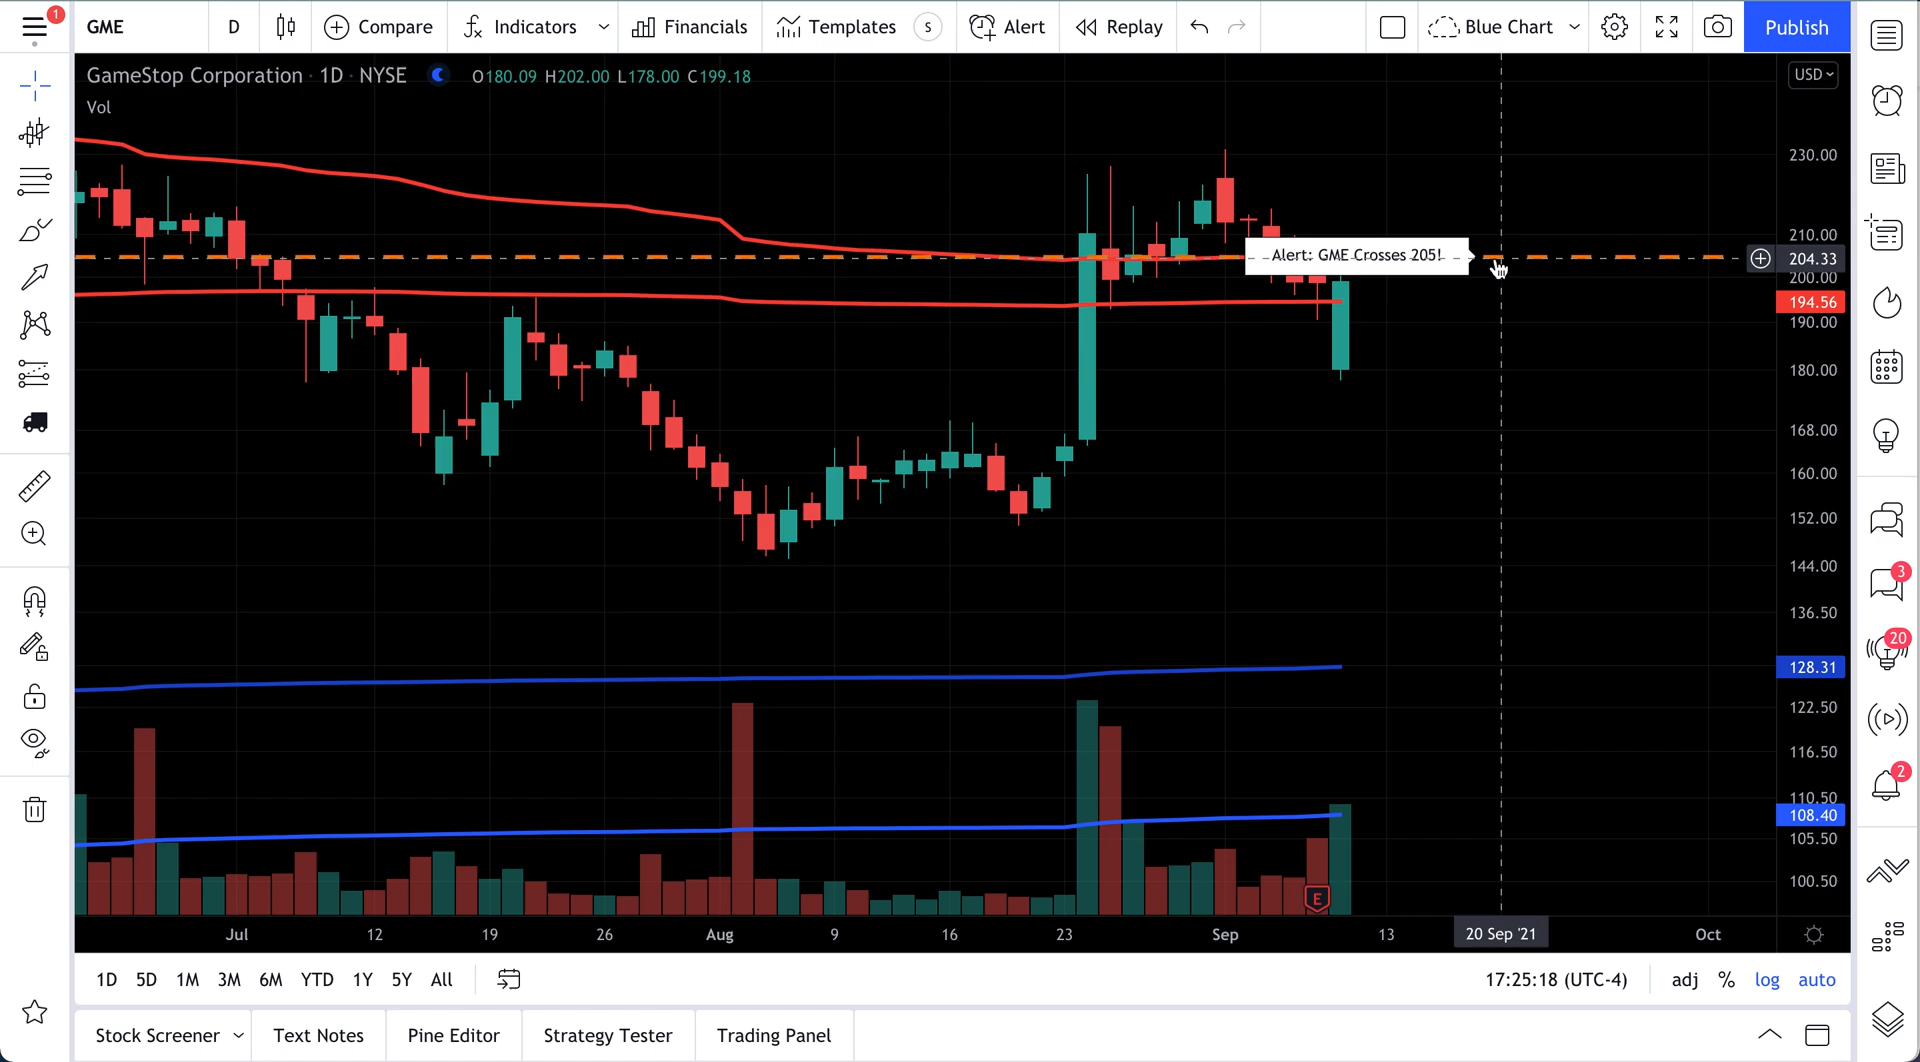 1
GME
D
Compare
Indicators
Financials
Templates
S
Alert
Replay
Blue Chart
Publish
GameStop Corporation · 1D · NYSE O180.09 H202.00 L178.00 C199.18
USD
Vol
230.00
210.00
Alert: GME Crosses 205!
204.33
200.00
194.56
190.00
180.00
168.00
160.00
152.00
144.00
136.50
128.31
122.50
116.50
110.50
108.40
105.50
100.50
E
3
20
2
Jul 12 19 26 Aug 9 16 23 Sep 13 20 Sep '21 Oct
1D 5D 1M 3M 6M YTD 1Y 5Y All
17:25:18 (UTC-4) adj % log auto
Stock Screener Text Notes Pine Editor Strategy Tester Trading Panel